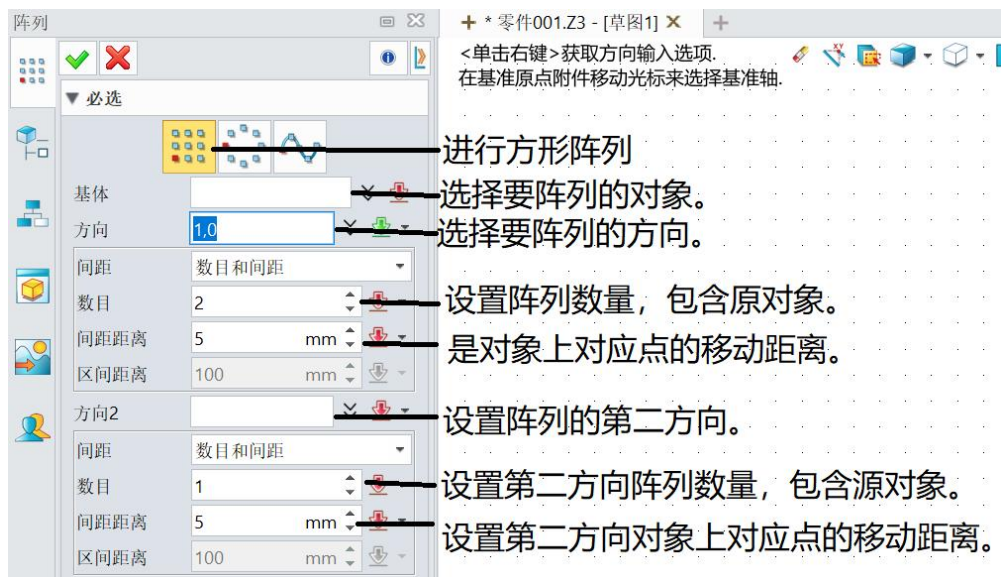 阵列
+ * 零件001.Z3 - [草图1] × +
<单击右键>获取方向输入选项.
在基准原点附件移动光标来选择基准轴.
▼ 必选
进行方形阵列
基体
选择要阵列的对象。
方向 1,0
选择要阵列的方向。
间距 数目和间距
数目 2
设置阵列数量，包含原对象。
间距距离 5 mm
是对象上对应点的移动距离。
区间距离 100 mm
方向2
设置阵列的第二方向。
间距 数目和间距
数目 1
设置第二方向阵列数量，包含源对象。
间距距离 5 mm
设置第二方向对象上对应点的移动距离。
区间距离 100 mm